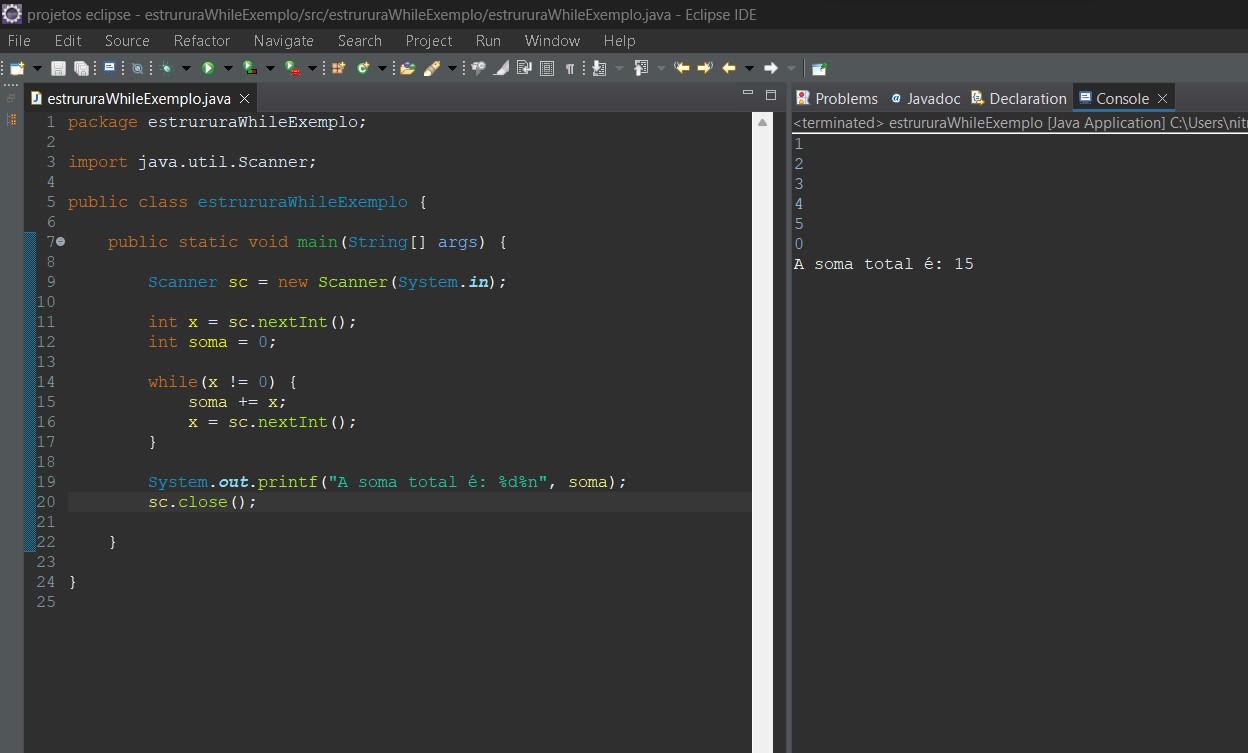 projetos eclipse - estrururaWhileExemplo/src/estrururaWhileExemplo/estrururaWhileExemplo.java - Eclipse IDE
File Edit Source Refactor Navigate Search Project Run Window Help
estrururaWhileExemplo.java
1 package estrururaWhileExemplo;
2
3 import java.util.Scanner;
4
5 public class estrururaWhileExemplo {
6
7 public static void main(String[] args) {
8
9 Scanner sc = new Scanner(System.in);
10
11 int x = sc.nextInt();
12 int soma = 0;
13
14 while(x != 0) {
15 soma += x;
16 x = sc.nextInt();
17 }
18
19 System.out.printf("A soma total é: %d%n", soma);
20 sc.close();
21
22 }
23
24 }
25
Problems Javadoc Declaration Console
<terminated> estrururaWhileExemplo [Java Application] C:\Users\nitr
1
2
3
4
5
0
A soma total é: 15